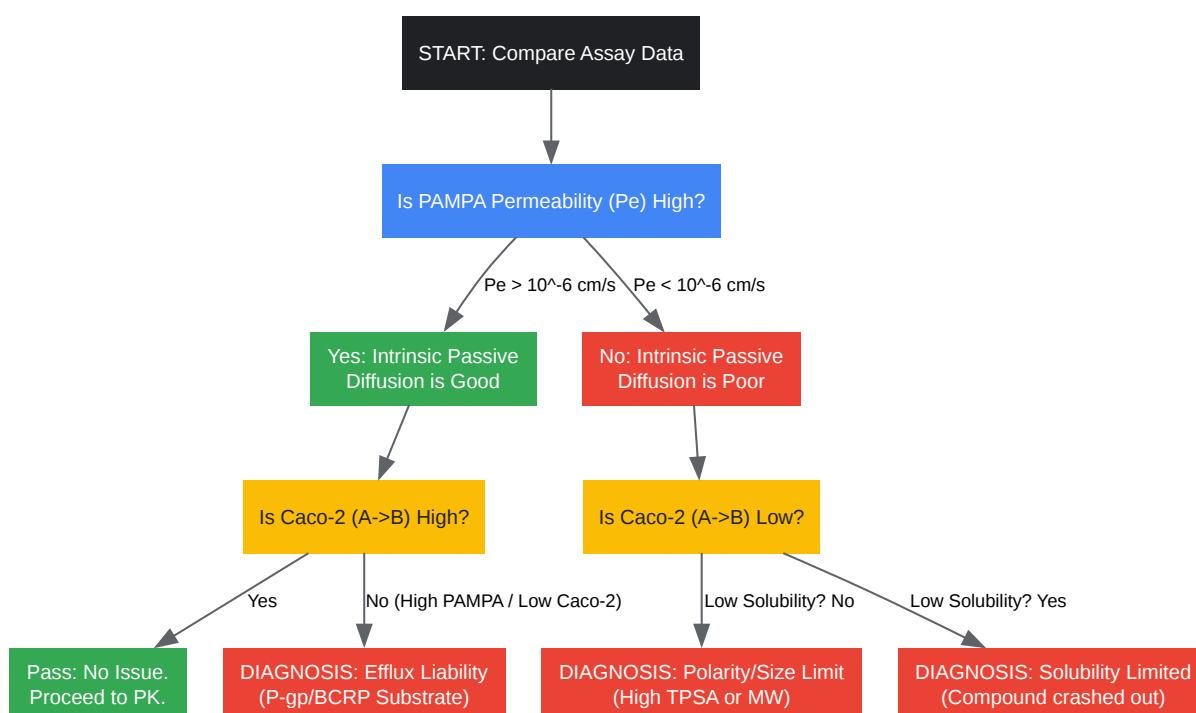 START: Compare Assay Data
Is PAMPA Permeability (Pe) High?
Pe > 10^-6 cm/s
Pe < 10^-6 cm/s
Yes: Intrinsic Passive
Diffusion is Good
No: Intrinsic Passive
Diffusion is Poor
Is Caco-2 (A->B) High?
Is Caco-2 (A->B) Low?
Yes
No (High PAMPA / Low Caco-2)
Low Solubility? No
Low Solubility? Yes
Pass: No Issue.
Proceed to PK.
DIAGNOSIS: Efflux Liability
(P-gp/BCRP Substrate)
DIAGNOSIS: Polarity/Size Limit
(High TPSA or MW)
DIAGNOSIS: Solubility Limited
(Compound crashed out)